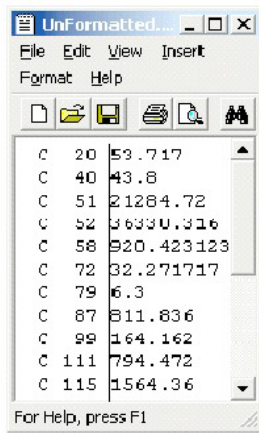 UnFormatted....
File Edit View Insert
Format Help
C 20 53.717
C 40 43.8
C 51 21284.72
C 52 36330.316
C 58 920.423123
C 72 32.271717
C 79 6.3
C 87 811.836
C 99 164.162
C 111 794.472
C 115 1564.36
For Help, press F1